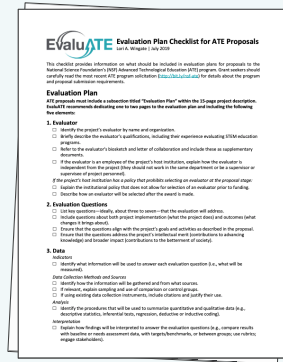 EvaluATE
Evaluation Plan Checklist for ATE Proposals
Lori A. Wingate | July 2019
This checklist provides information on what should be included in evaluation plans for proposals to the
National Science Foundation's (NSF) Advanced Technological Education (ATE) program. Grant seekers should
carefully read the most recent ATE program solicitation (http://bit.ly/nsf-ate) for details about the program
and proposal submission requirements.
Evaluation Plan
ATE proposals must include a subsection titled "Evaluation Plan" within the 15-page project description.
EvaluATE recommends dedicating one to two pages to the evaluation plan and including the following
five elements:
1. Evaluator
☐ Identify the project's evaluator by name and organization.
☐ Briefly describe the evaluator's qualifications, including their experience evaluating STEM education
programs.
☐ Refer to the evaluator's biosketch and letter of collaboration and include these as supplementary
documents.
☐ If the evaluator is an employee of the project's host institution, explain how the evaluator is
independent from the project (they should not work in the same department or be a supervisor or
supervisee of project personnel).
If the project's host institution has a policy that prohibits selecting an evaluator at the proposal stage:
☐ Explain the institutional policy that does not allow for selection of an evaluator prior to funding.
☐ Describe how an evaluator will be selected after the award is made.
2. Evaluation Questions
☐ List key questions—ideally, about three to seven—that the evaluation will address.
☐ Include questions about both project implementation (what the project does) and outcomes (what
changes it brings about).
☐ Ensure that the questions align with the project's goals and activities as described in the proposal.
☐ Ensure that the questions address the project's intellectual merit (contributions to advancing
knowledge) and broader impact (contributions to the betterment of society).
3. Data
Indicators
☐ Identify what information will be used to answer each evaluation question (i.e., what will be
measured).
Data Collection Methods and Sources
☐ Identify how the information will be gathered and from what sources.
☐ If relevant, explain sampling and use of comparison or control groups.
☐ If using existing data collection instruments, include citations and justify their use.
Analysis
☐ Identify the procedures that will be used to summarize quantitative and qualitative data (e.g.,
descriptive statistics, inferential tests, regression, deductive or inductive coding).
Interpretation
☐ Explain how findings will be interpreted to answer the evaluation questions (e.g., compare results
with baseline or needs assessment data, with targets/benchmarks, or between groups; use rubrics;
engage stakeholders).